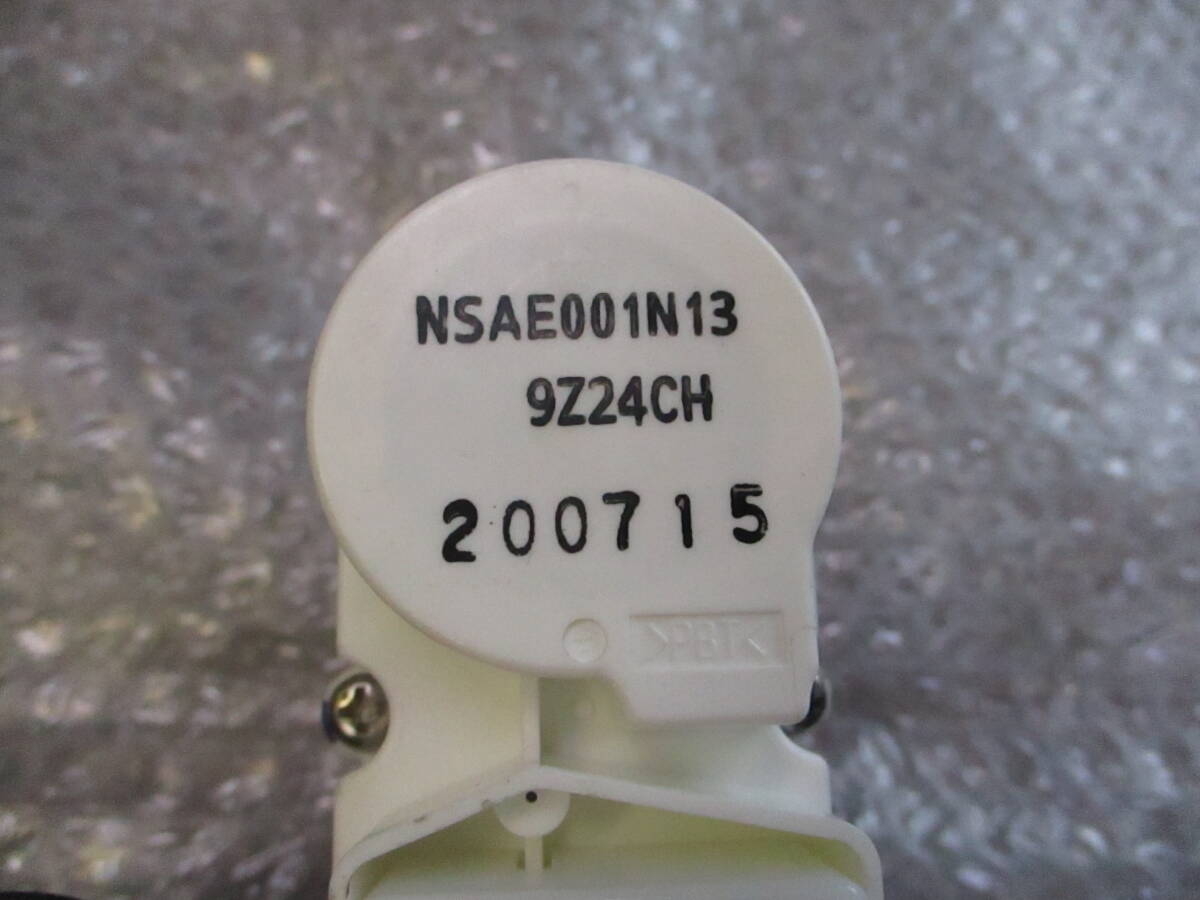 NSAE001N13
9Z24CH
200715
>PBT<